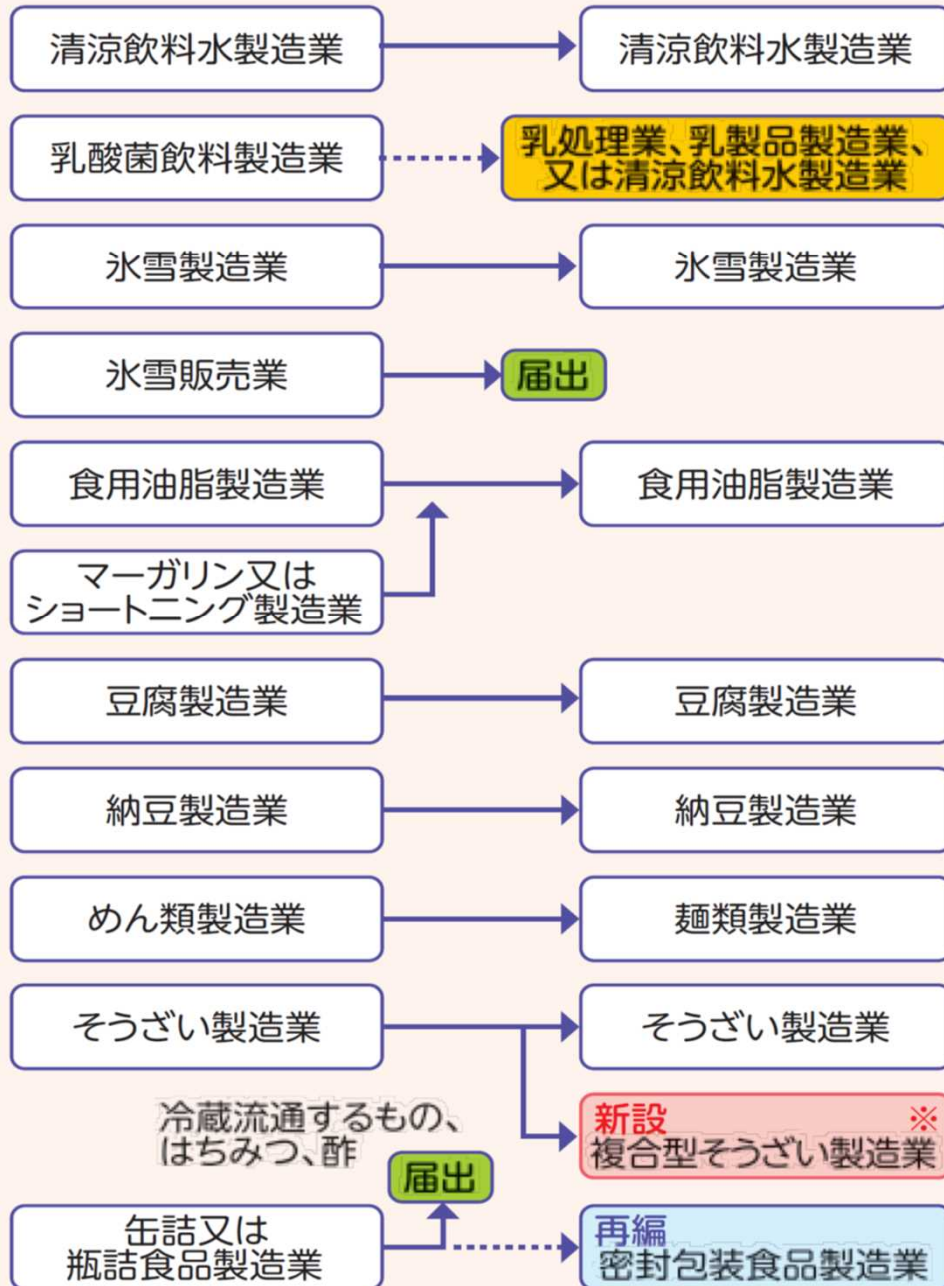 清涼飲料水製造業
清涼飲料水製造業
乳酸菌飲料製造業
乳処理業、乳製品製造業、
又は清涼飲料水製造業
氷雪製造業
氷雪製造業
氷雪販売業
届出
食用油脂製造業
食用油脂製造業
マーガリン又は
ショートニング製造業
豆腐製造業
豆腐製造業
納豆製造業
納豆製造業
めん類製造業
麺類製造業
そうざい製造業
そうざい製造業
新設 ※
複合型そうざい製造業
冷蔵流通するもの、
はちみつ、酢
届出
缶詰又は
瓶詰食品製造業
再編
密封包装食品製造業